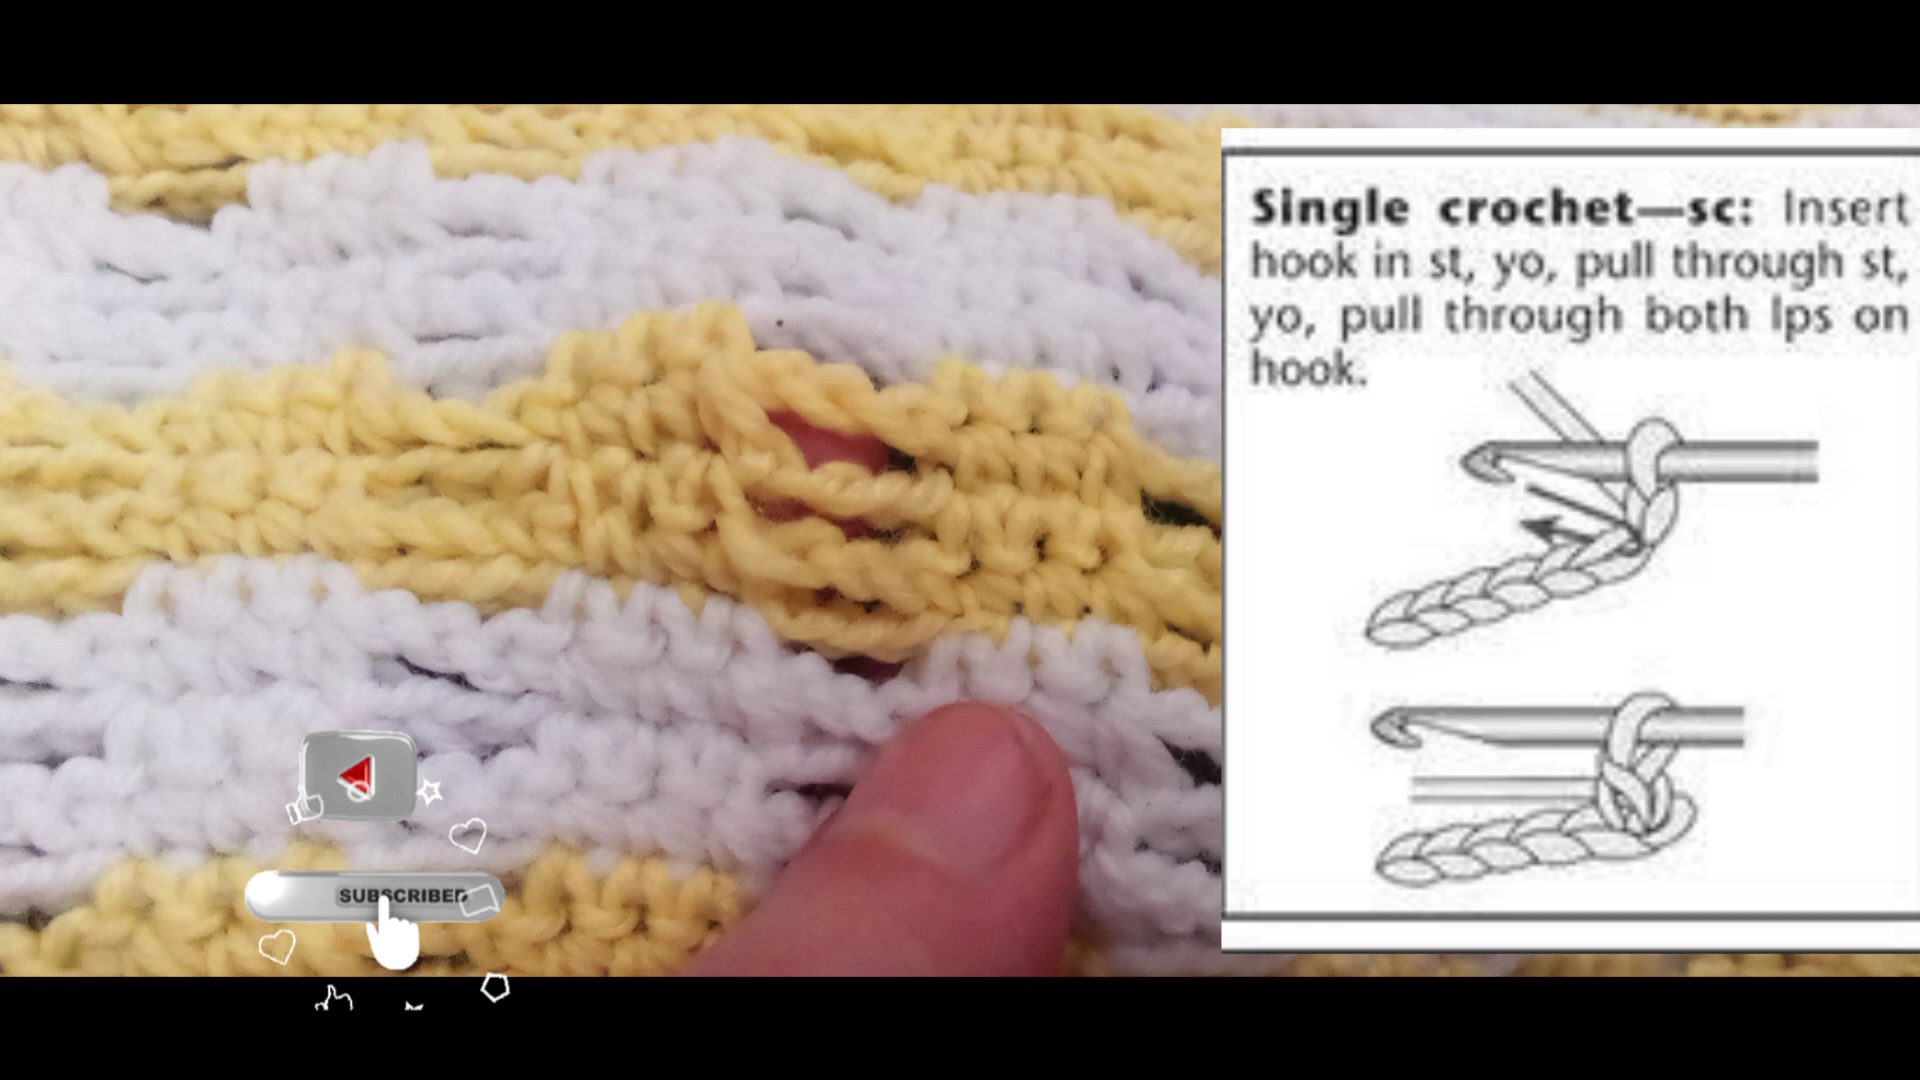 Single crochet—sc: Insert
hook in st, yo, pull through st,
yo, pull through both lps on
hook.
SUBSCRIBED